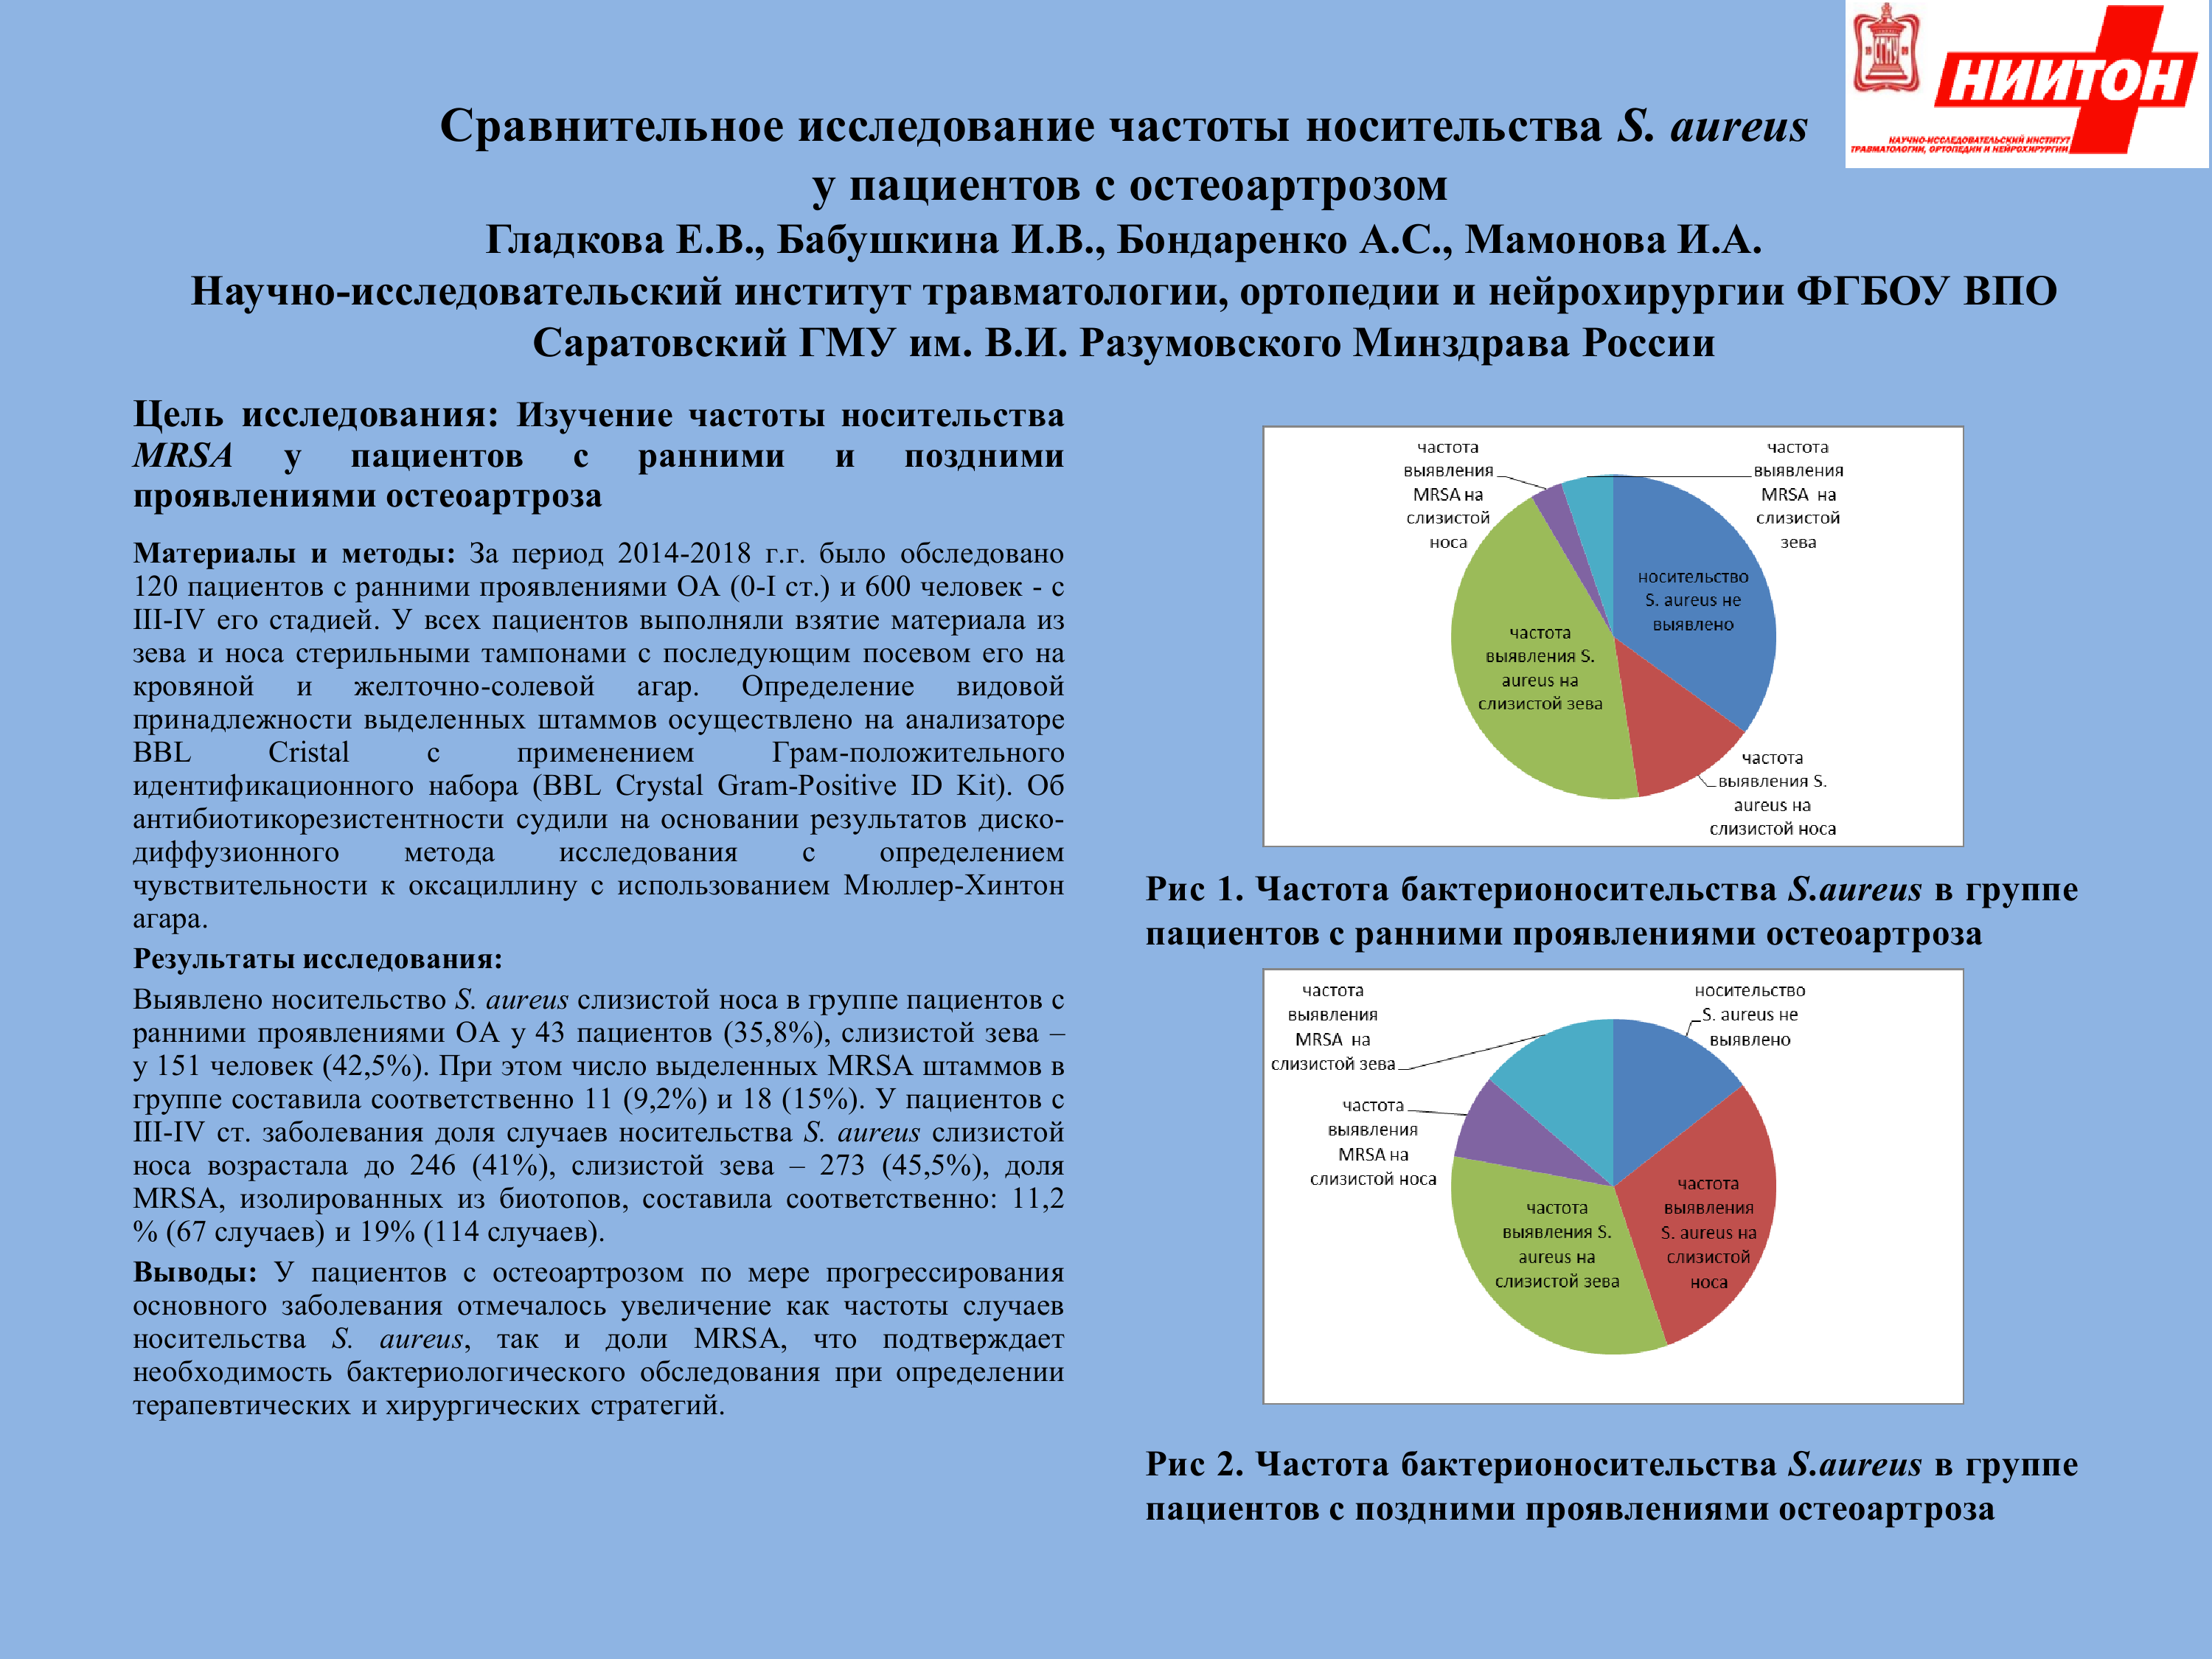 НИИТОН
НАУЧНО-ИССЛЕДОВАТЕЛЬСКИЙ ИНСТИТУТ
ТРАВМАТОЛОГИИ, ОРТОПЕДИИ И НЕЙРОХИРУРГИИ
Сравнительное исследование частоты носительства S. aureus
у пациентов с остеоартрозом
Гладкова Е.В., Бабушкина И.В., Бондаренко А.С., Мамонова И.А.
Научно-исследовательский институт травматологии, ортопедии и нейрохирургии ФГБОУ ВПО
Саратовский ГМУ им. В.И. Разумовского Минздрава России
Цель исследования: Изучение частоты носительства
MRSA у пациентов с ранними и поздними
проявлениями остеоартроза
Материалы и методы: За период 2014-2018 г.г. было обследовано
120 пациентов с ранними проявлениями ОА (0-I ст.) и 600 человек - с
III-IV его стадией. У всех пациентов выполняли взятие материала из
зева и носа стерильными тампонами с последующим посевом его на
кровяной и желточно-солевой агар. Определение видовой
принадлежности выделенных штаммов осуществлено на анализаторе
BBL Cristal с применением Грам-положительного
идентификационного набора (BBL Crystal Gram-Positive ID Kit). Об
антибиотикорезистентности судили на основании результатов диско-
диффузионного метода исследования с определением
чувствительности к оксациллину с использованием Мюллер-Хинтон
агара.
Результаты исследования:
Выявлено носительство S. aureus слизистой носа в группе пациентов с
ранними проявлениями ОА у 43 пациентов (35,8%), слизистой зева –
у 151 человек (42,5%). При этом число выделенных MRSA штаммов в
группе составила соответственно 11 (9,2%) и 18 (15%). У пациентов с
III-IV ст. заболевания доля случаев носительства S. aureus слизистой
носа возрастала до 246 (41%), слизистой зева – 273 (45,5%), доля
MRSA, изолированных из биотопов, составила соответственно: 11,2
% (67 случаев) и 19% (114 случаев).
Выводы: У пациентов с остеоартрозом по мере прогрессирования
основного заболевания отмечалось увеличение как частоты случаев
носительства S. aureus, так и доли MRSA, что подтверждает
необходимость бактериологического обследования при определении
терапевтических и хирургических стратегий.
частота
выявления
MRSA на
слизистой
носа
частота
выявления
MRSA на
слизистой
зева
носительство
S. aureus не
выявлено
частота
выявления S.
aureus на
слизистой зева
частота
выявления S.
aureus на
слизистой носа
Рис 1. Частота бактерионосительства S.aureus в группе
пациентов с ранними проявлениями остеоартроза
частота
выявления
MRSA на
слизистой зева
носительство
S. aureus не
выявлено
частота
выявления
MRSA на
слизистой носа
частота
выявления S.
aureus на
слизистой зева
частота
выявления
S. aureus на
слизистой
носа
Рис 2. Частота бактерионосительства S.aureus в группе
пациентов с поздними проявлениями остеоартроза